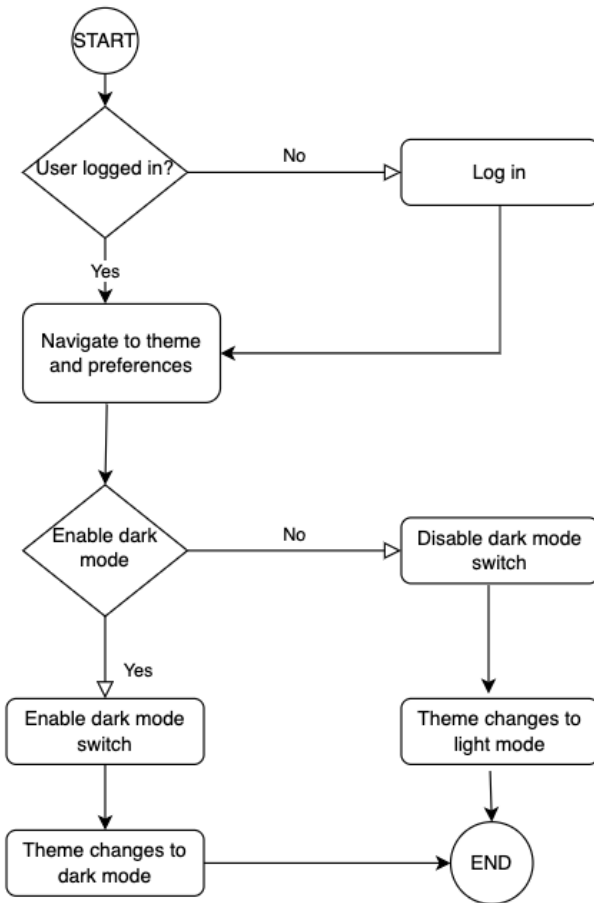 START
User logged in?
No
Log in
Yes
Navigate to theme
and preferences
Enable dark
mode
No
Disable dark mode
switch
Yes
Enable dark mode
switch
Theme changes to
light mode
Theme changes to
dark mode
END